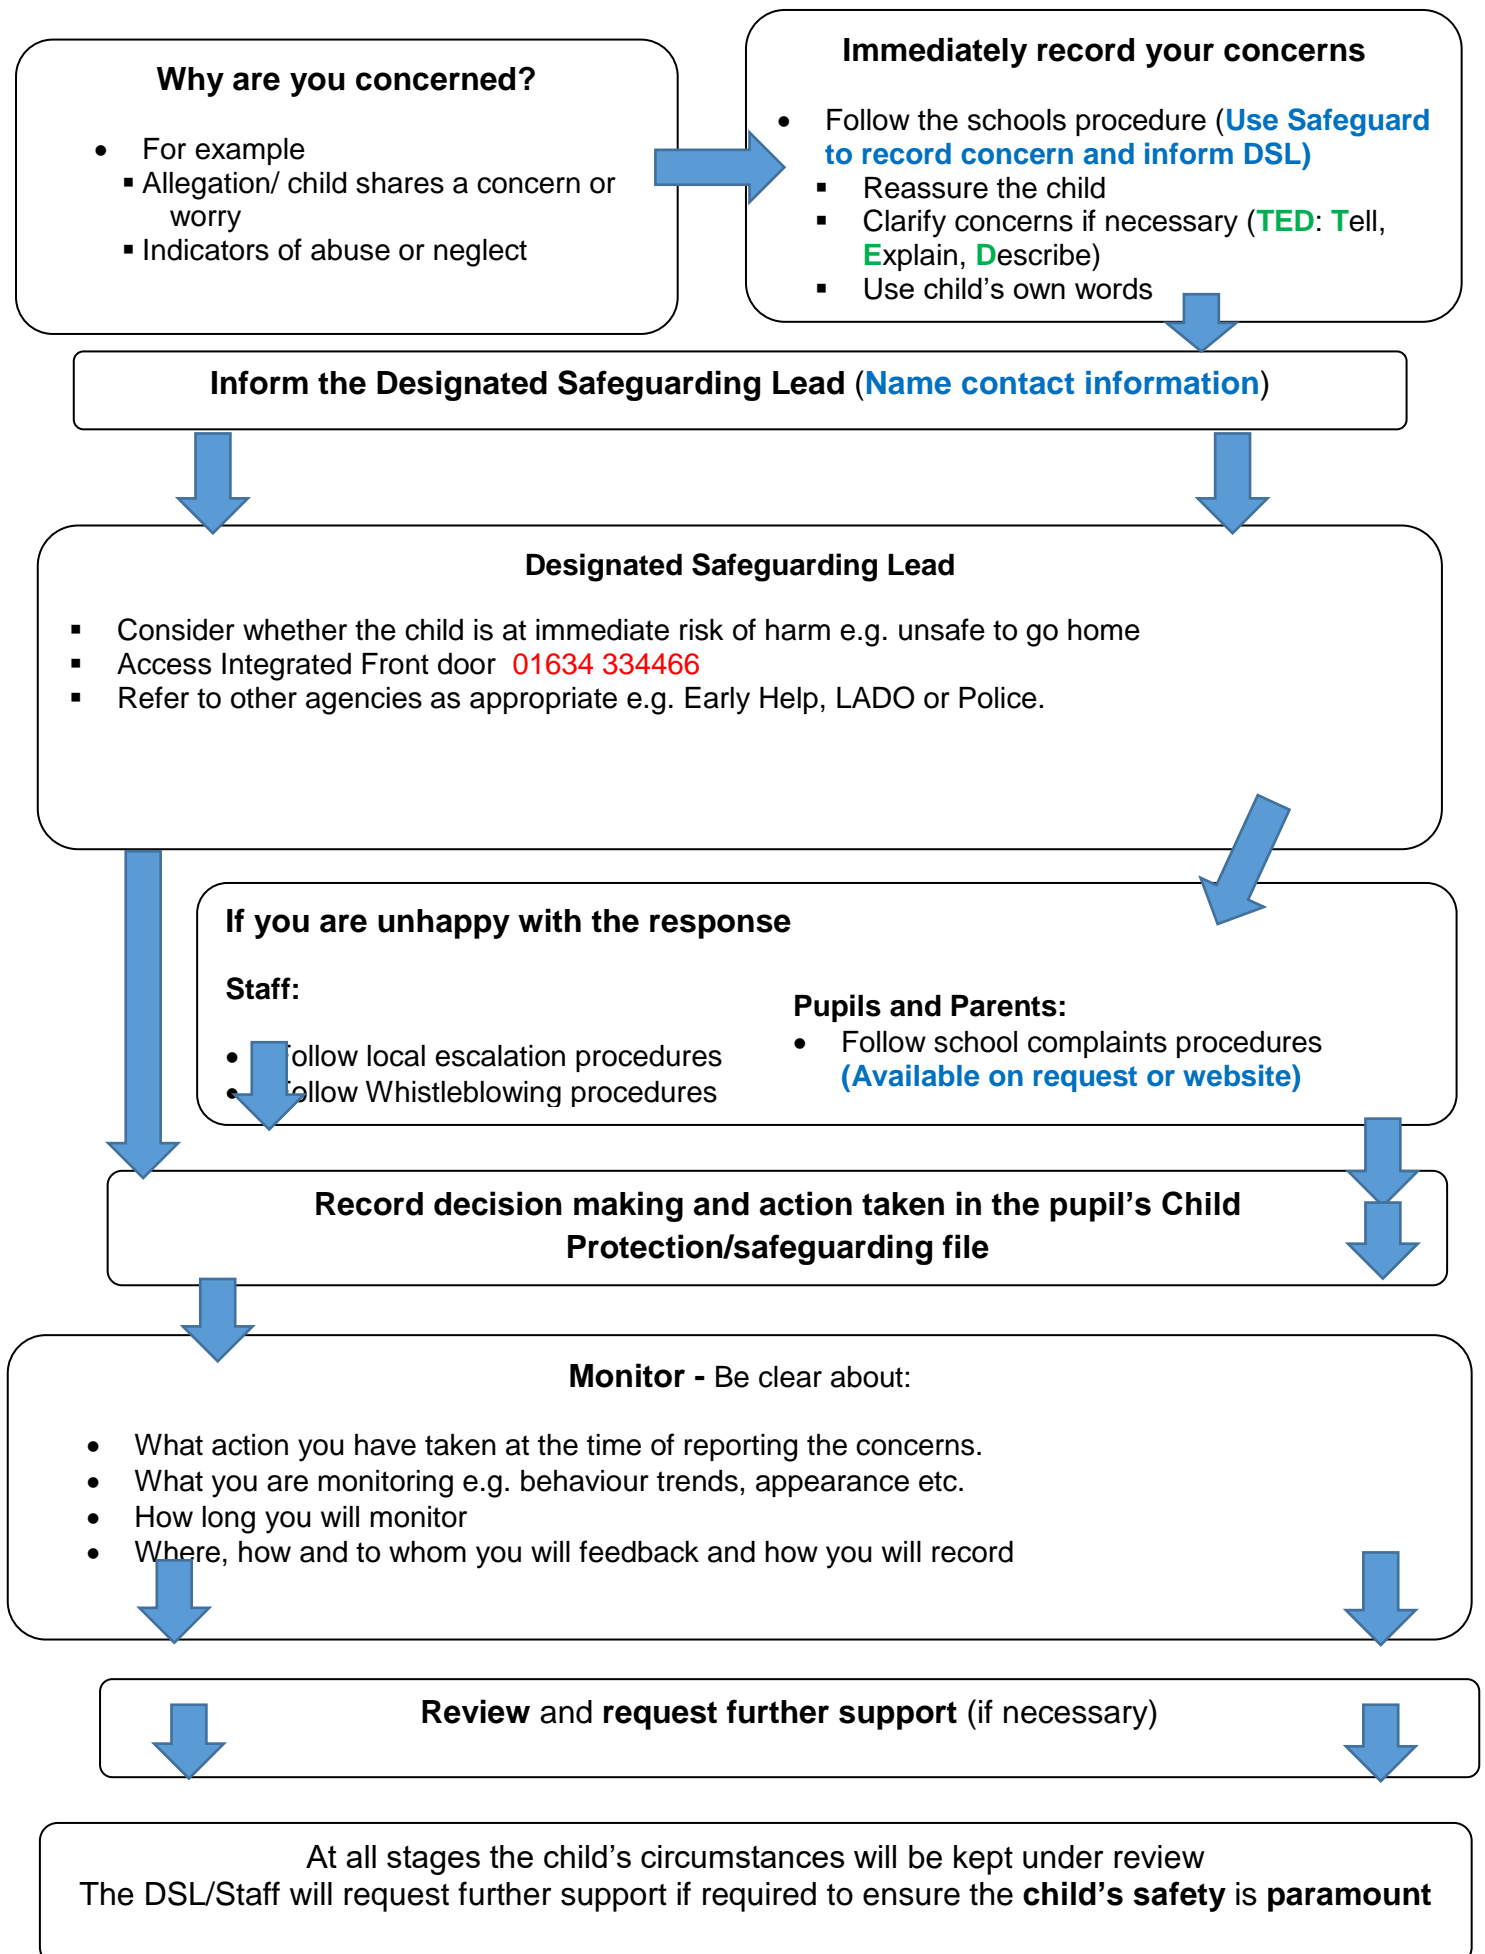 Why are you concerned?
• For example
▪ Allegation/ child shares a concern or
worry
▪ Indicators of abuse or neglect
Immediately record your concerns
• Follow the schools procedure (Use Safeguard
to record concern and inform DSL)
▪ Reassure the child
▪ Clarify concerns if necessary (TED: Tell,
Explain, Describe)
▪ Use child’s own words
Inform the Designated Safeguarding Lead (Name contact information)
Designated Safeguarding Lead
▪ Consider whether the child is at immediate risk of harm e.g. unsafe to go home
▪ Access Integrated Front door 01634 334466
▪ Refer to other agencies as appropriate e.g. Early Help, LADO or Police.
If you are unhappy with the response
Staff:
• Follow local escalation procedures
• Follow Whistleblowing procedures
Pupils and Parents:
• Follow school complaints procedures
(Available on request or website)
Record decision making and action taken in the pupil’s Child
Protection/safeguarding file
Monitor - Be clear about:
• What action you have taken at the time of reporting the concerns.
• What you are monitoring e.g. behaviour trends, appearance etc.
• How long you will monitor
• Where, how and to whom you will feedback and how you will record
Review and request further support (if necessary)
At all stages the child’s circumstances will be kept under review
The DSL/Staff will request further support if required to ensure the child’s safety is paramount